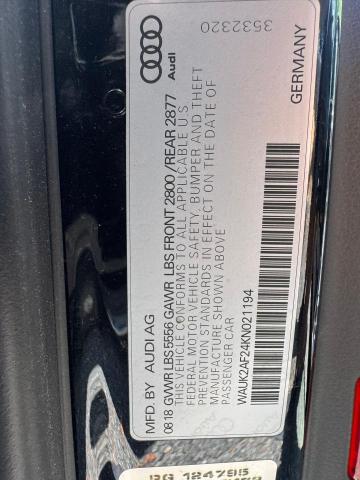 3532320
Audi
GERMANY
MFD. BY AUDI AG
08 18 GVWR LBS 5556 GAWR LBS FRONT 2800 / REAR 2877
THIS VEHICLE CONFORMS TO ALL APPLICABLE U.S.
FEDERAL MOTOR VEHICLE SAFETY, BUMPER AND THEFT
PREVENTION STANDARDS IN EFFECT ON THE DATE OF
MANUFACTURE SHOWN ABOVE
PASSENGER CAR
WAUK2AF24KN021194
184795